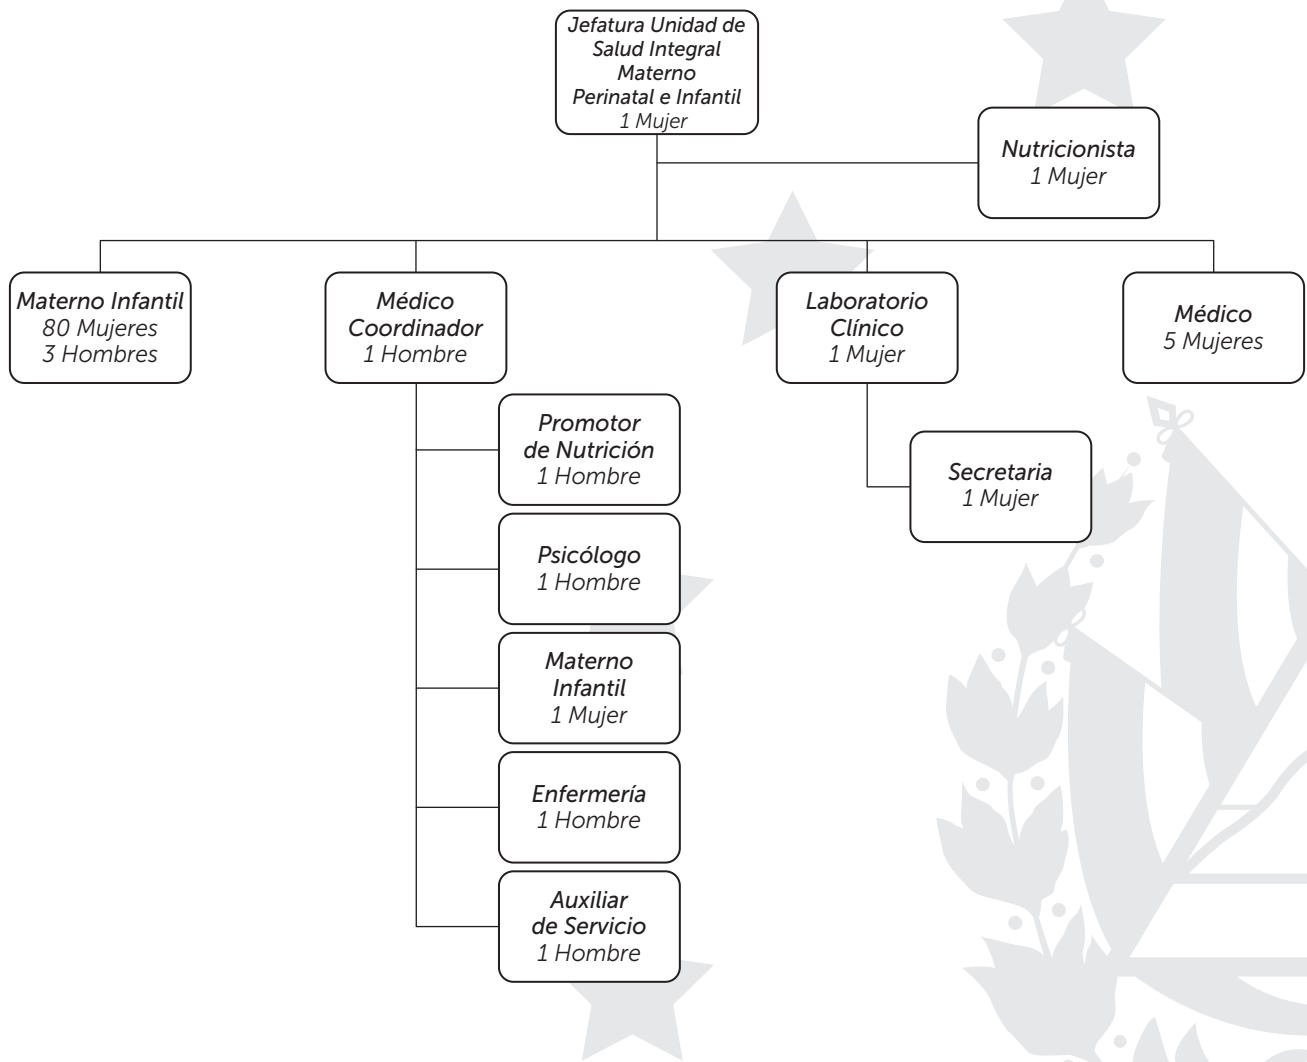 Jefatura Unidad de
Salud Integral
Materno
Perinatal e Infantil
1 Mujer
Nutricionista
1 Mujer
Materno Infantil
80 Mujeres
3 Hombres
Médico
Coordinador
1 Hombre
Laboratorio
Clínico
1 Mujer
Médico
5 Mujeres
Promotor
de Nutrición
1 Hombre
Psicólogo
1 Hombre
Materno
Infantil
1 Mujer
Enfermería
1 Hombre
Auxiliar
de Servicio
1 Hombre
Secretaria
1 Mujer